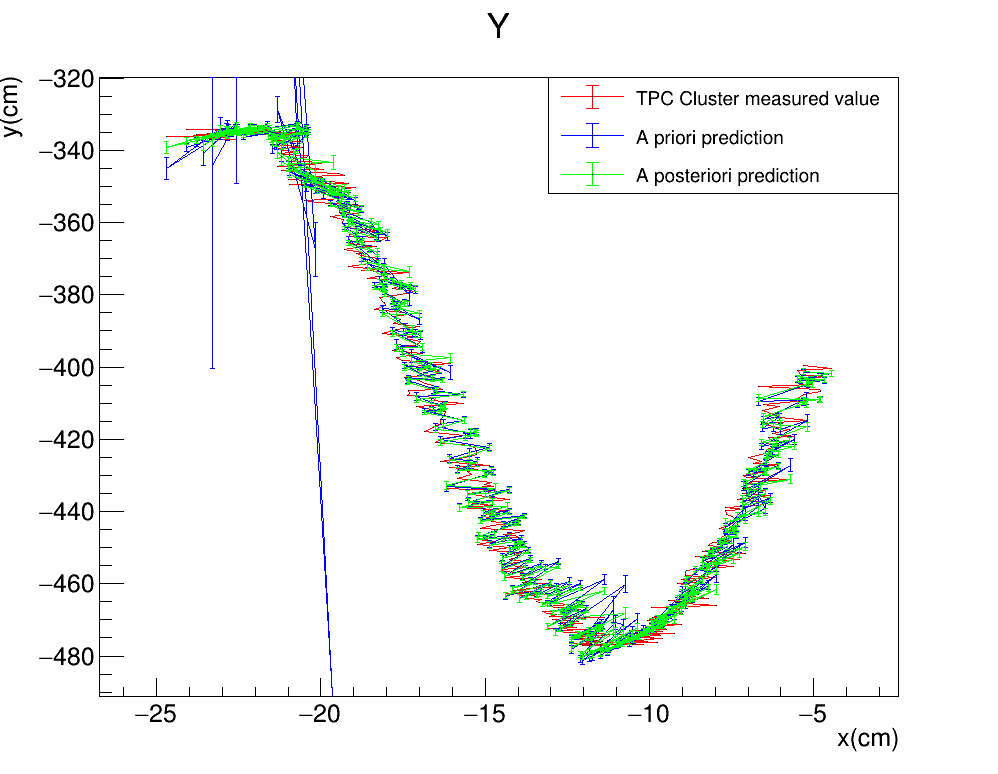 Y
y(cm)
−320
−340
−360
−380
−400
−420
−440
−460
−480
TPC Cluster measured value
A priori prediction
A posteriori prediction
−25
−20
−15
−10
−5
x(cm)